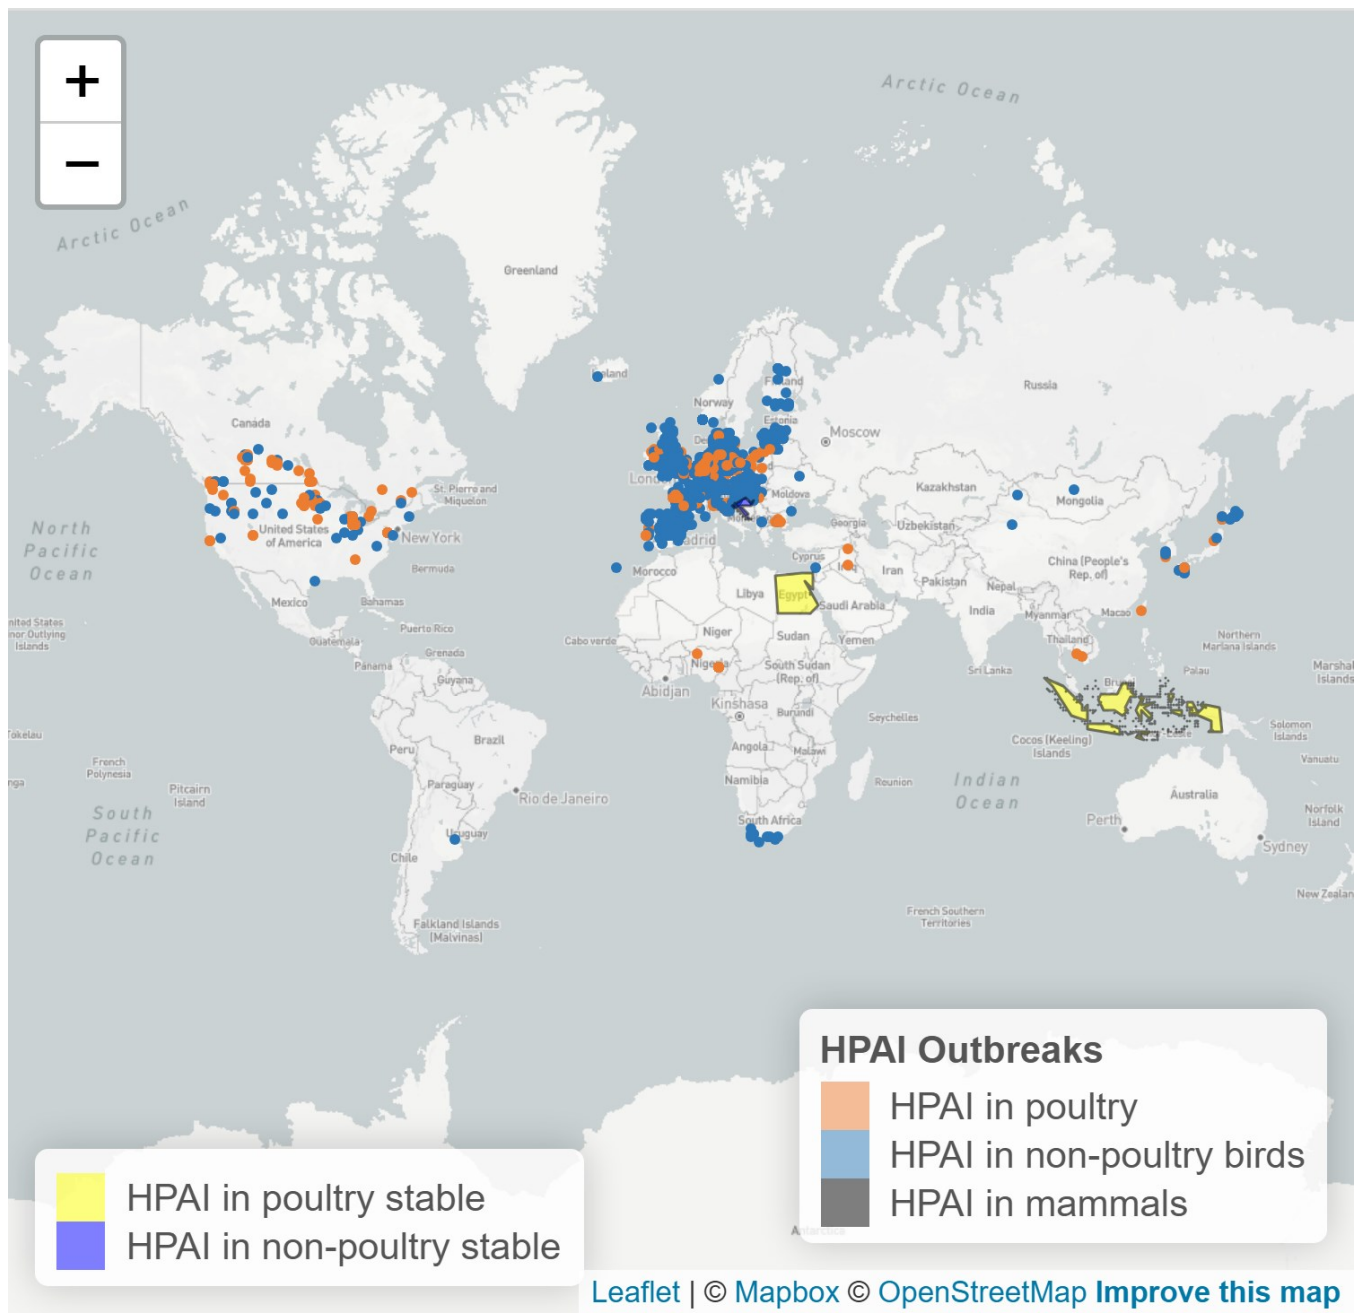 +
−
Arctic Ocean
Arctic Ocean
Greenland
Russia
Norway
Estonia
Moscow
Canada
St. Pierre and
Miquelon
Kazakhstan
Mongolia
Moldova
North
Pacific
Ocean
United States
of America
New York
Georgia
Uzbekistan
Cyprus
China (People's
Rep. of)
Bermuda
Morocco
Iran
Pakistan
Nepal
Libya
Egypt
Saudi Arabia
India
Myanmar
Macao
Mexico
Bahamas
Puerto Rico
Cabo verde
Niger
Sudan
Yemen
Thailand
Northern
Mariana Islands
Guatemala
Grenada
Panama
Guyana
Nigeria
South Sudan
(Rep. of)
Sri Lanka
Palau
Marshal
Islands
Abidjan
Kinshasa
Burundi
Seychelles
Solomon
Islands
Cocos (Keeling)
Islands
Peru
Brazil
Angola
Malawi
Vanuatu
French
Polynesia
Pitcairn
Island
Paraguay
Rio de Janeiro
Namibia
Reunion
Indian
Ocean
Australia
Norfolk
Island
South
Pacific
Ocean
Uruguay
South Africa
Perth
Sydney
Chile
New Zealan
Falkland Islands
(Malvinas)
French Southern
Territories
HPAI Outbreaks
HPAI in poultry
HPAI in non-poultry birds
HPAI in mammals
HPAI in poultry stable
HPAI in non-poultry stable
Antarctica
Leaflet | © Mapbox © OpenStreetMap Improve this map